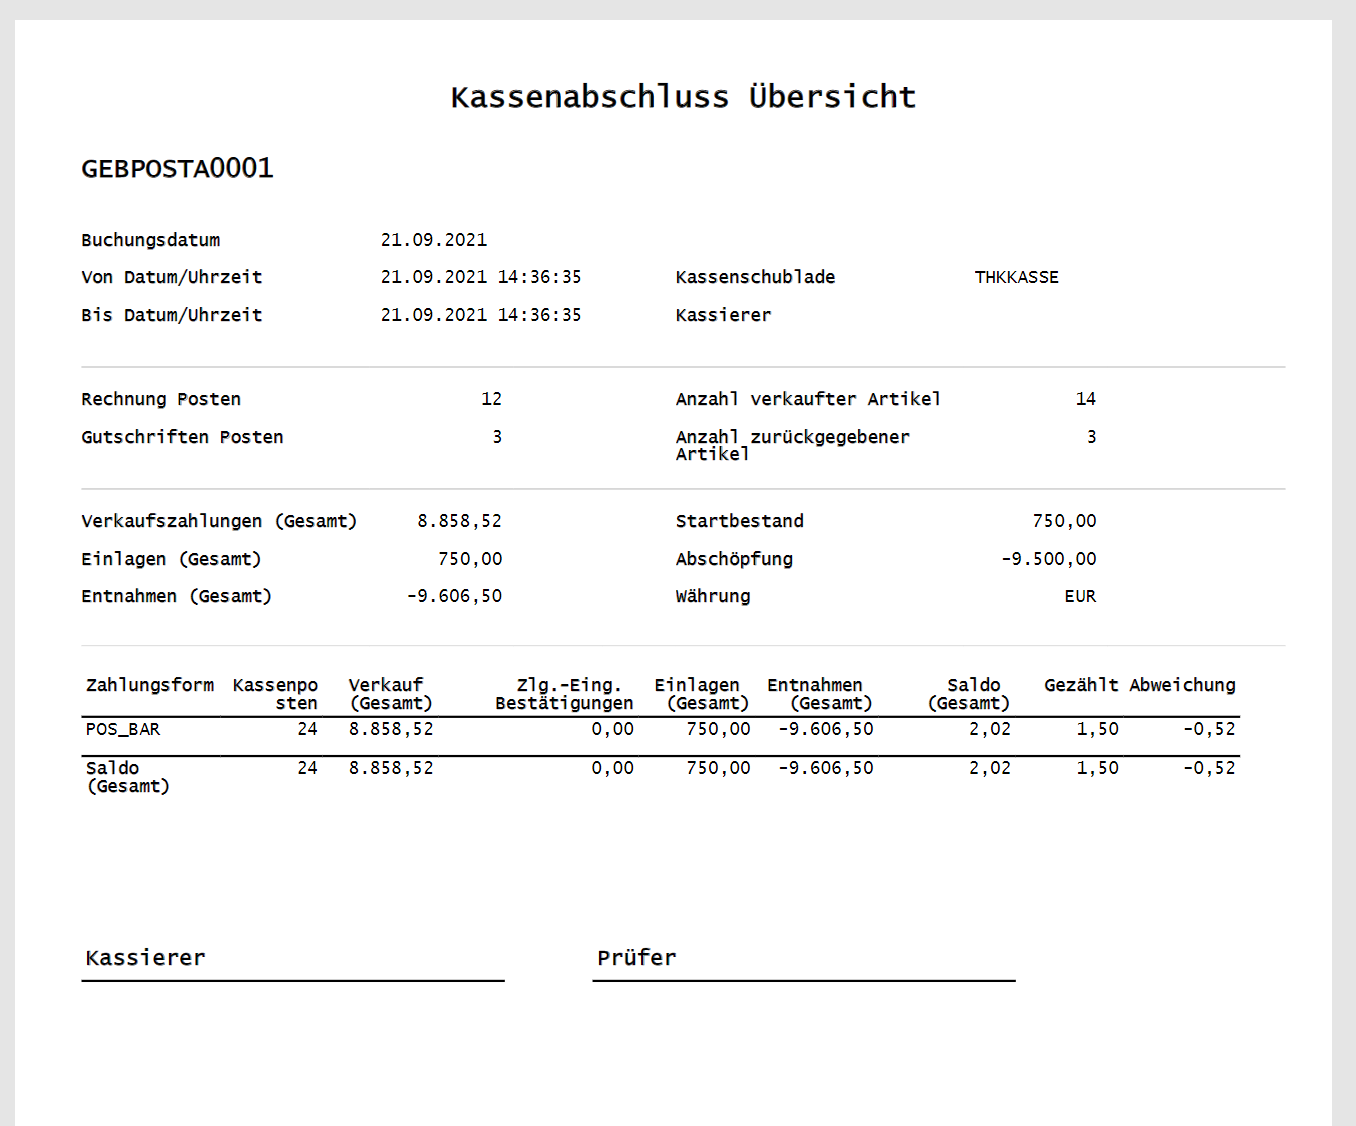 Kassenabschluss Übersicht
GEBPOSTA0001
Buchungsdatum 21.09.2021
Von Datum/Uhrzeit 21.09.2021 14:36:35 Kassenschublade THKKASSE
Bis Datum/Uhrzeit 21.09.2021 14:36:35 Kassierer
Rechnung Posten 12 Anzahl verkaufter Artikel 14
Gutschriften Posten 3 Anzahl zurückgegebener 3
Artikel
Verkaufszahlungen (Gesamt) 8.858,52 Startbestand 750,00
Einlagen (Gesamt) 750,00 Abschöpfung -9.500,00
Entnahmen (Gesamt) -9.606,50 Währung EUR
Zahlungsform Kassenpo Verkauf Zlg.-Eing. Einlagen Entnahmen Saldo Gezählt Abweichung
sten (Gesamt) Bestätigungen (Gesamt) (Gesamt) (Gesamt)
POS_BAR 24 8.858,52 0,00 750,00 -9.606,50 2,02 1,50 -0,52
Saldo 24 8.858,52 0,00 750,00 -9.606,50 2,02 1,50 -0,52
(Gesamt)
Kassierer Prüfer